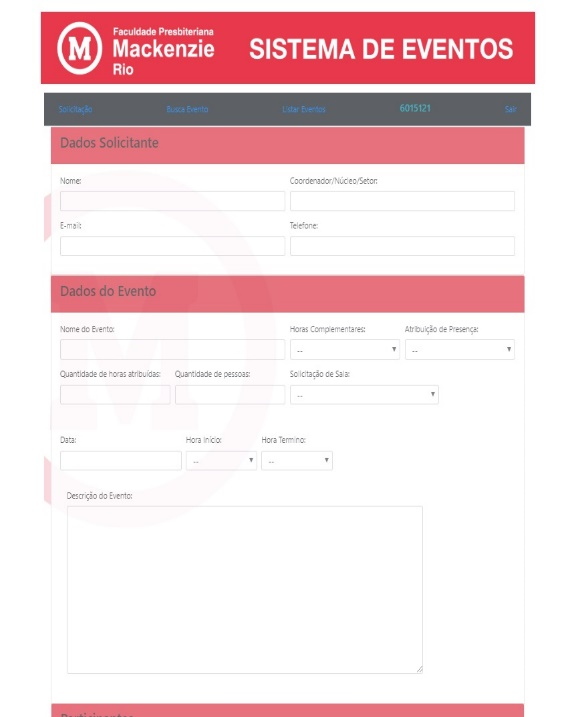 Faculdade Presbiteriana
Mackenzie
Rio
SISTEMA DE EVENTOS
Solicitação Busca Evento Listar Eventos 6015121 Sair
Dados Solicitante
Nome: Coordenador/Núcleo/Setor:
E-mail: Telefone:
Dados do Evento
Nome do Evento: Horas Complementares: Atribuição de Presença:
-- --
Quantidade de horas atribuídas: Quantidade de pessoas: Solicitação de Sala:
--
Data: Hora Início: Hora Termino:
-- --
Descrição do Evento:
Participantes